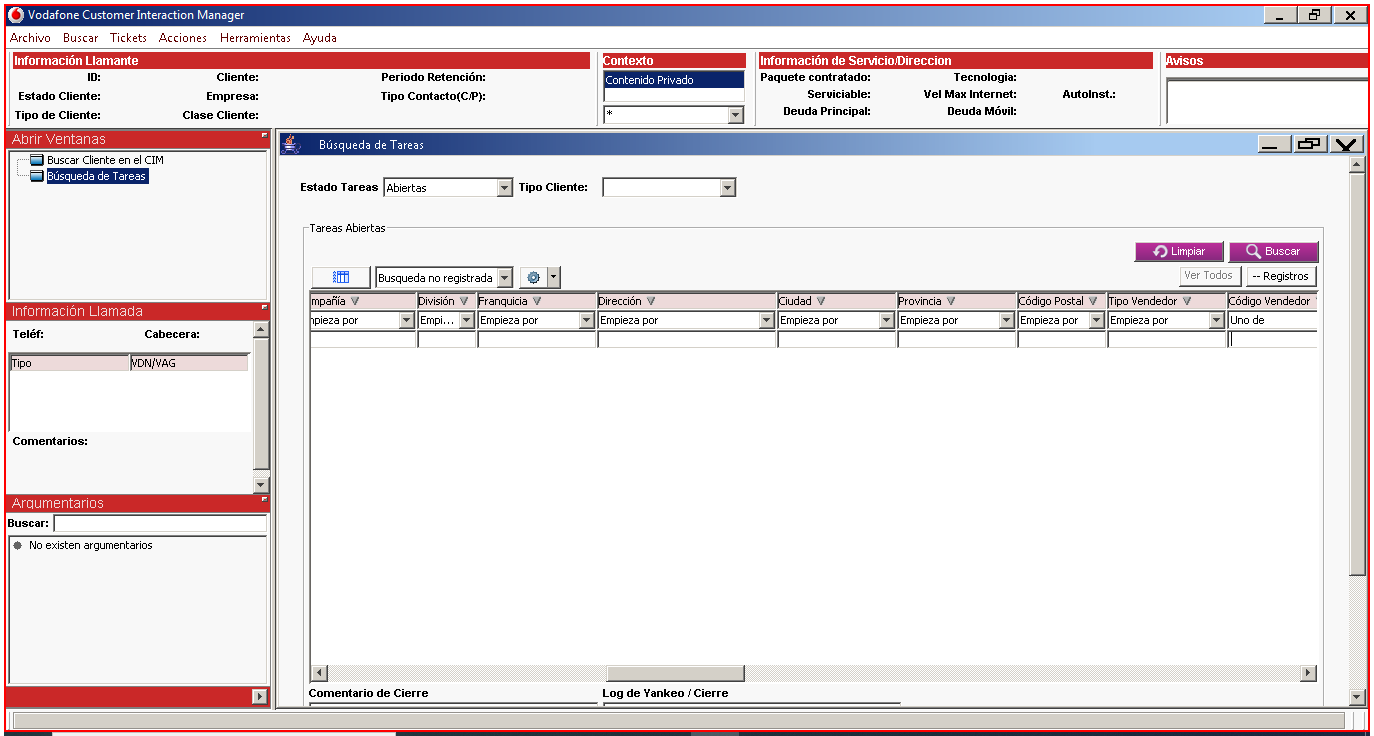 Vodafone Customer Interaction Manager
Archivo Buscar Tickets Acciones Herramientas Ayuda
Información Llamante
ID: Cliente: Periodo Retención:
Estado Cliente: Empresa: Tipo Contacto(C/P):
Tipo de Cliente: Clase Cliente:
Contexto
Contenido Privado
*
Información de Servicio/Direccion
Paquete contratado: Tecnologia:
Serviciable: Vel Max Internet: AutoInst.:
Deuda Principal: Deuda Móvil:
Avisos
Abrir Ventanas
Buscar Cliente en el CIM
Búsqueda de Tareas
Información Llamada
Teléf: Cabecera:
Tipo VDN/VAG
Comentarios:
Argumentarios
Buscar:
No existen argumentarios
Búsqueda de Tareas
Estado Tareas Abiertas Tipo Cliente:
Tareas Abiertas
Limpiar Buscar
Busqueda no registrada Ver Todos -- Registros
mpañía División Franquicia Dirección Ciudad Provincia Código Postal Tipo Vendedor Código Vendedor
mpieza por Empi... Empieza por Empieza por Empieza por Empieza por Empieza por Empieza por Uno de
Comentario de Cierre Log de Yankeo / Cierre